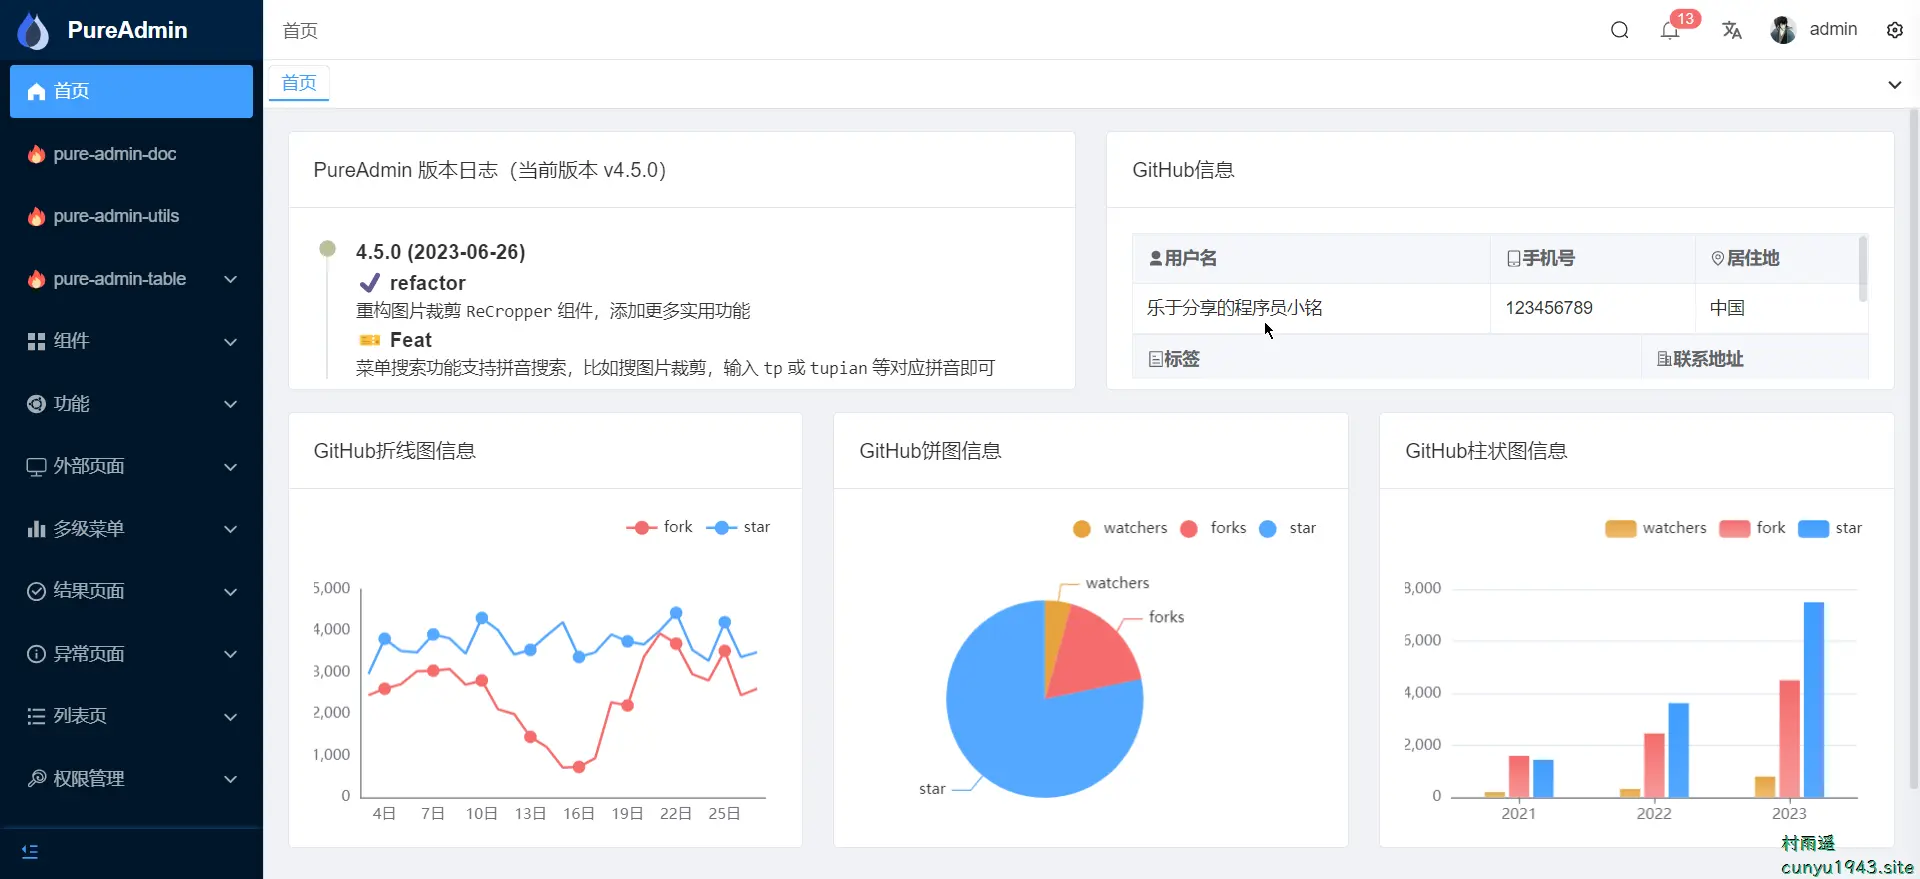 PureAdmin
首页
13
admin
首页
首页
pure-admin-doc
pure-admin-utils
pure-admin-table
组件
功能
外部页面
多级菜单
结果页面
异常页面
列表页
权限管理
PureAdmin 版本日志（当前版本 v4.5.0）
4.5.0 (2023-06-26)
refactor
重构图片裁剪 ReCropper 组件，添加更多实用功能
Feat
菜单搜索功能支持拼音搜索，比如搜图片裁剪，输入 tp 或 tupian 等对应拼音即可
GitHub信息
用户名 手机号 居住地
乐于分享的程序员小铭 123456789 中国
标签 联系地址
GitHub折线图信息
fork star
5,000
4,000
3,000
2,000
1,000
0
4日 7日 10日 13日 16日 19日 22日 25日
GitHub饼图信息
watchers forks star
watchers
forks
star
GitHub柱状图信息
watchers fork star
8,000
6,000
4,000
2,000
0
2021 2022 2023
村雨遥
cunyu1943.site